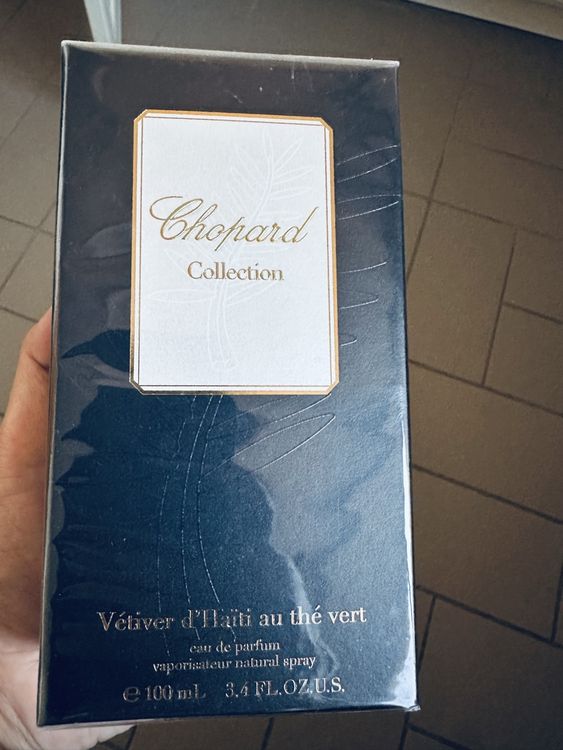 Chopard
Collection
Vétiver d'Haïti au thé vert
eau de parfum
vaporisateur natural spray
℮ 100 mL 3.4 FL.OZ.U.S.